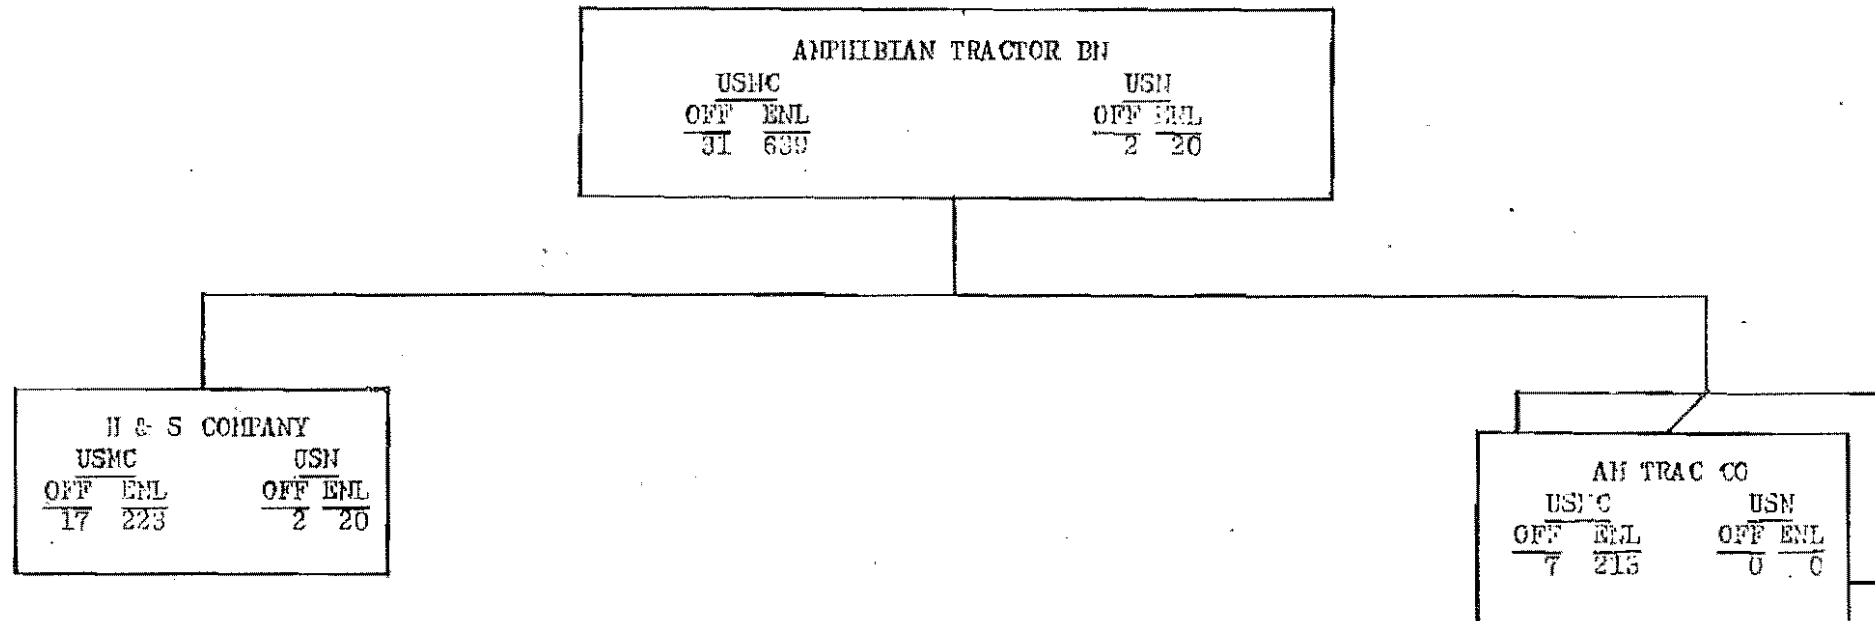 AMPHIBIAN TRACTOR BN
USMC USN
OFF ENL OFF ENL
31 639 2 20
H & S COMPANY
USMC USN
OFF ENL OFF ENL
17 223 2 20
AM TRAC CO
USMC USN
OFF ENL OFF ENL
7 213 0 0